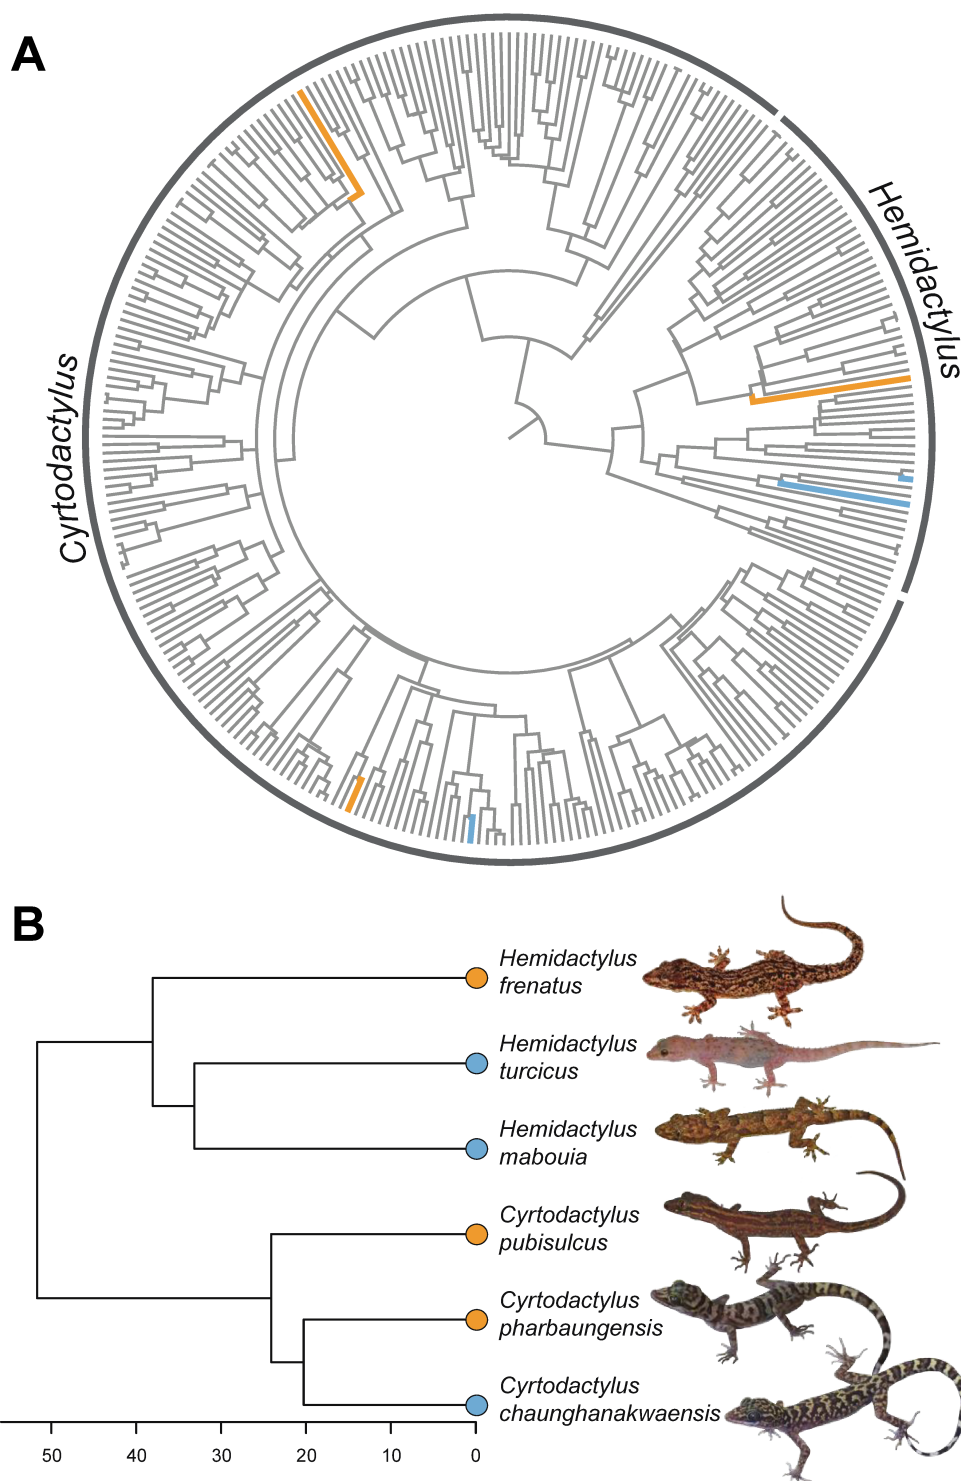 A
Hemidactylus
Cyrtodactylus
B
Hemidactylus
frenatus
Hemidactylus
turcicus
Hemidactylus
mabouia
Cyrtodactylus
pubisulcus
Cyrtodactylus
pharbaungensis
Cyrtodactylus
chaunghanakwaensis
50 40 30 20 10 0